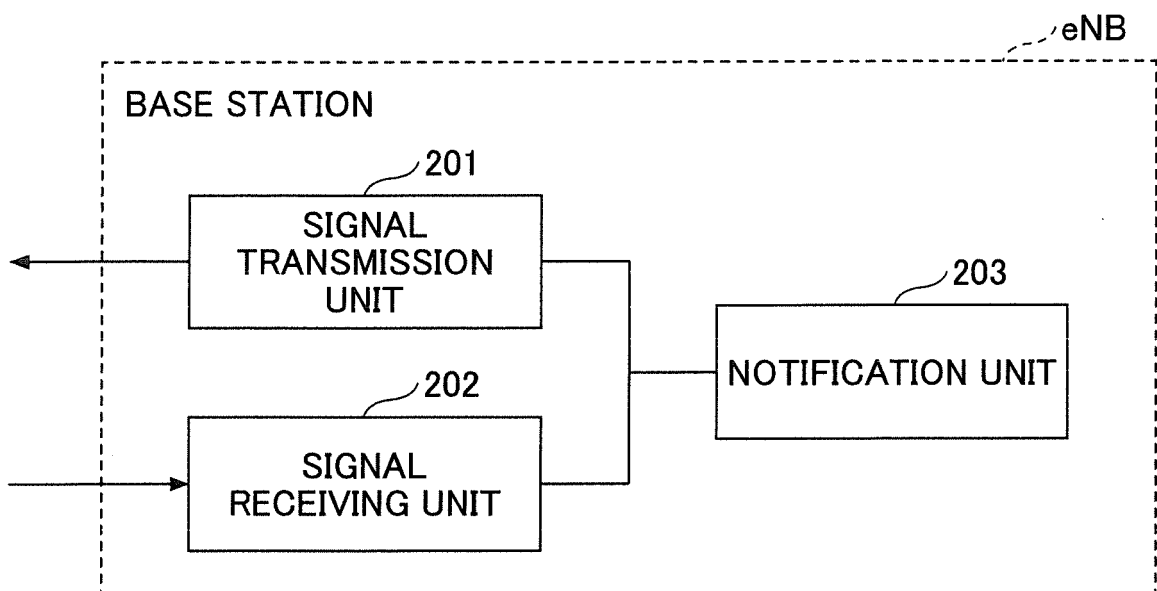 eNB
BASE STATION
201
SIGNAL
TRANSMISSION
UNIT
203
NOTIFICATION UNIT
202
SIGNAL
RECEIVING UNIT